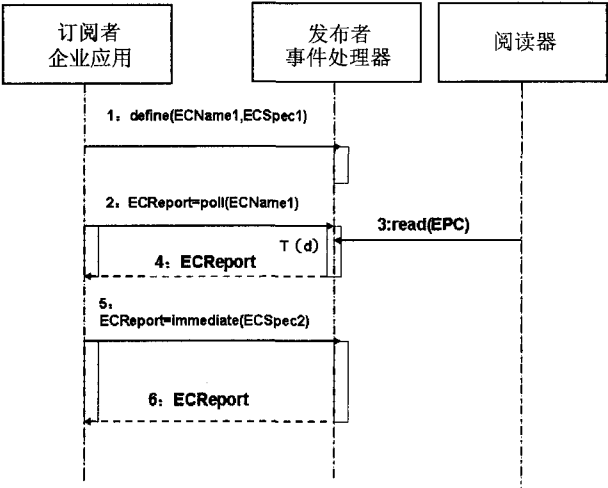 订阅者
企业应用
发布者
事件处理器
阅读器
1：define(ECName1,ECSpec1)
2：ECReport=poll(ECName1)
3:read(EPC)
T（d）
4：ECReport
5：
ECReport=immediate(ECSpec2)
6：ECReport